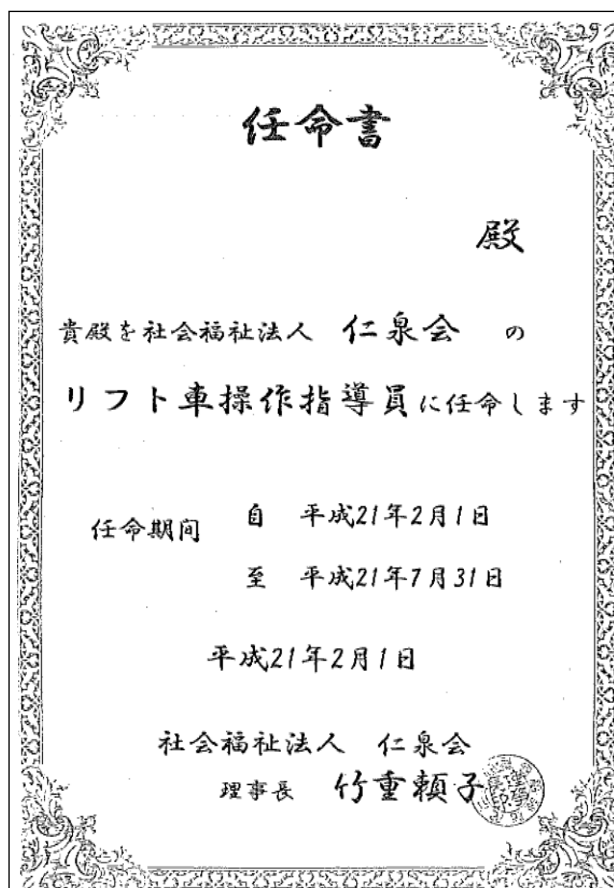 任命書
殿
貴殿を社会福祉法人 仁泉会 の
リフト車操作指導員に任命します
任命期间 自 平成21年2月1日
至 平成21年7月31日
平成21年2月1日
社会福祉法人 仁泉会
理事長 竹重頼子